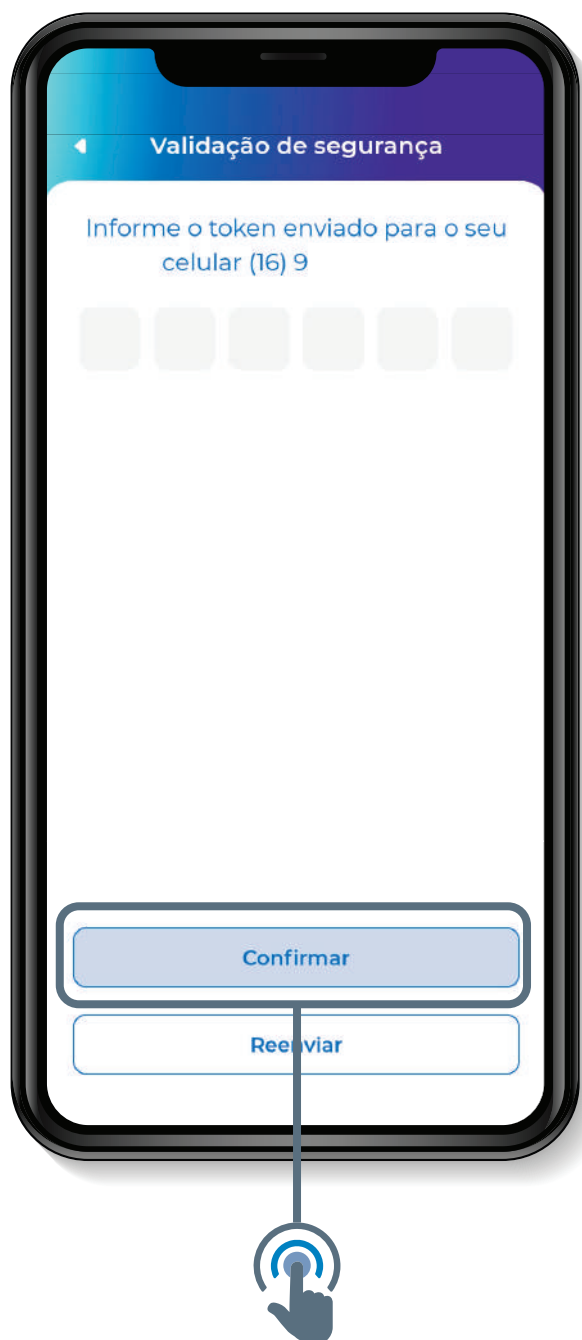 Validação de segurança
Informe o token enviado para o seu
celular (16) 9
Confirmar
Reenviar